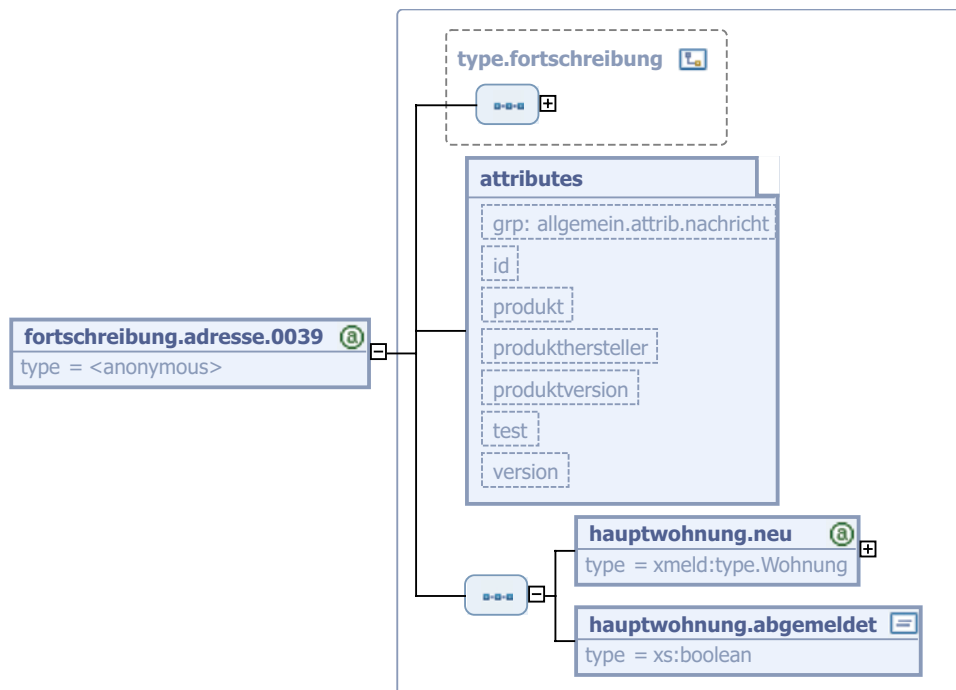 type.fortschreibung
attributes
grp: allgemein.attrib.nachricht
id
produkt
produkthersteller
produktversion
test
version
fortschreibung.adresse.0039
type = <anonymous>
hauptwohnung.neu
type = xmeld:type.Wohnung
hauptwohnung.abgemeldet
type = xs:boolean